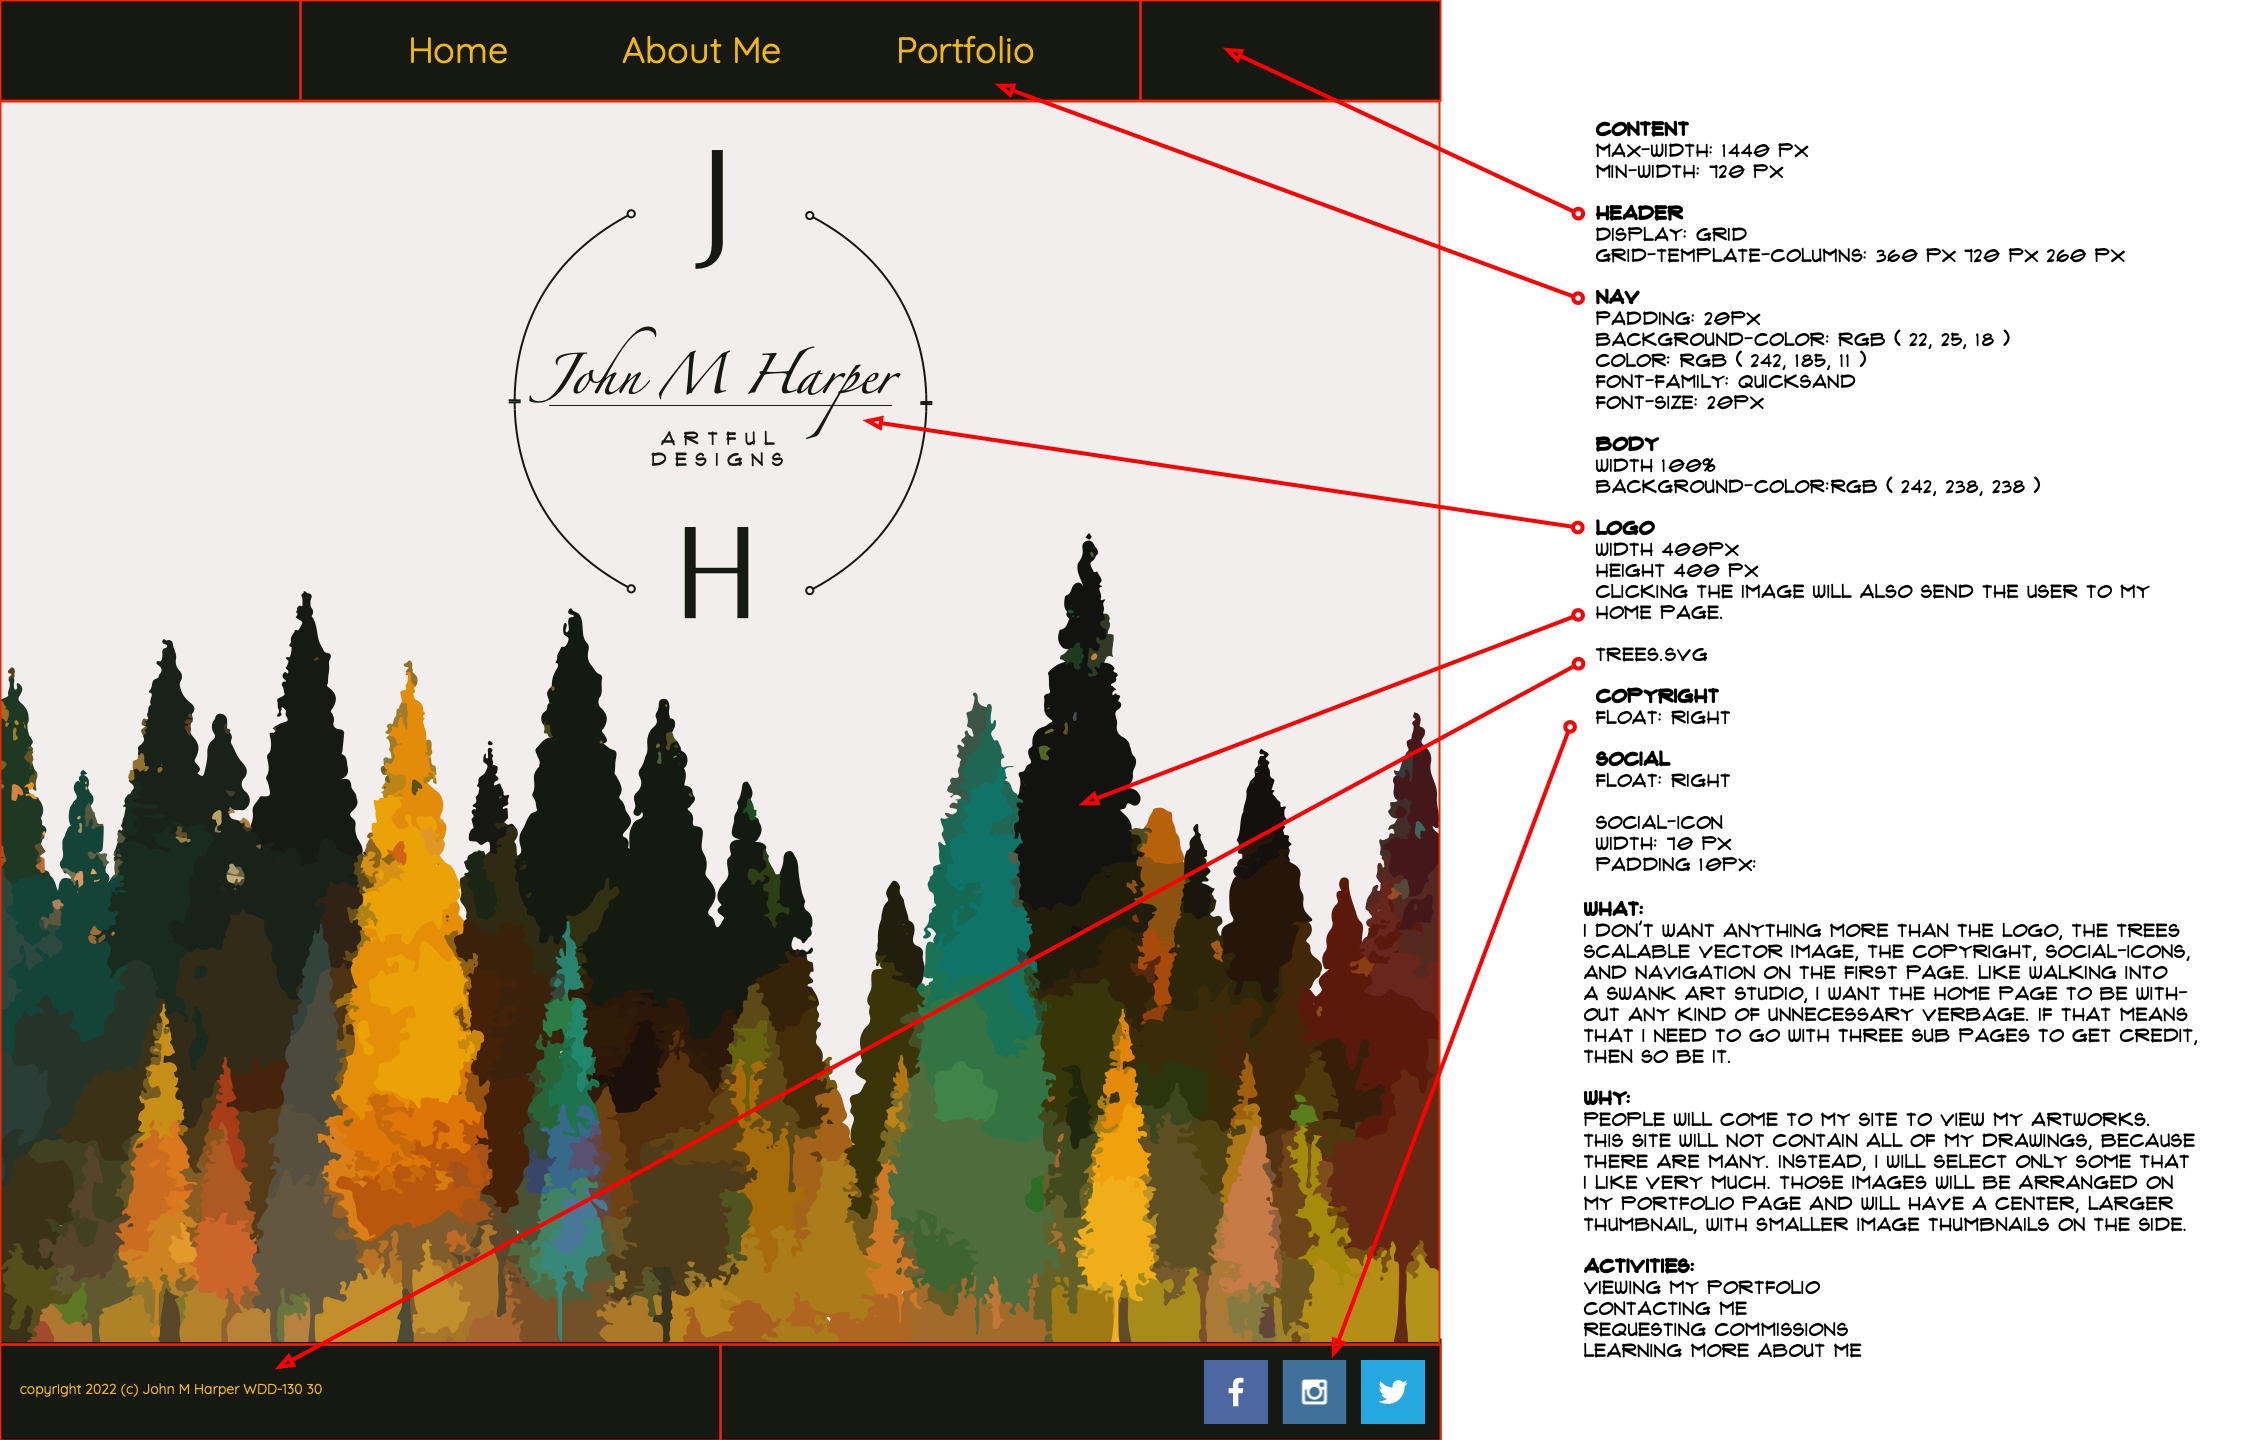 Home About Me Portfolio
J
John M Harper
ARTFUL
DESIGNS
H
copyright 2022 (c) John M Harper WDD-130 30
CONTENT
MAX-WIDTH: 1440 PX
MIN-WIDTH: 720 PX
HEADER
DISPLAY: GRID
GRID-TEMPLATE-COLUMNS: 360 PX 720 PX 260 PX
NAV
PADDING: 20PX
BACKGROUND-COLOR: RGB ( 22, 25, 18 )
COLOR: RGB ( 242, 185, 11 )
FONT-FAMILY: QUICKSAND
FONT-SIZE: 20PX
BODY
WIDTH 100%
BACKGROUND-COLOR:RGB ( 242, 238, 238 )
LOGO
WIDTH 400PX
HEIGHT 400 PX
CLICKING THE IMAGE WILL ALSO SEND THE USER TO MY
HOME PAGE.
TREES.SVG
COPYRIGHT
FLOAT: RIGHT
SOCIAL
FLOAT: RIGHT
SOCIAL-ICON
WIDTH: 70 PX
PADDING 10PX:
WHAT:
I DON'T WANT ANYTHING MORE THAN THE LOGO, THE TREES
SCALABLE VECTOR IMAGE, THE COPYRIGHT, SOCIAL-ICONS,
AND NAVIGATION ON THE FIRST PAGE. LIKE WALKING INTO
A SWANK ART STUDIO, I WANT THE HOME PAGE TO BE WITH-
OUT ANY KIND OF UNNECESSARY VERBAGE. IF THAT MEANS
THAT I NEED TO GO WITH THREE SUB PAGES TO GET CREDIT,
THEN SO BE IT.
WHY:
PEOPLE WILL COME TO MY SITE TO VIEW MY ARTWORKS.
THIS SITE WILL NOT CONTAIN ALL OF MY DRAWINGS, BECAUSE
THERE ARE MANY. INSTEAD, I WILL SELECT ONLY SOME THAT
I LIKE VERY MUCH. THOSE IMAGES WILL BE ARRANGED ON
MY PORTFOLIO PAGE AND WILL HAVE A CENTER, LARGER
THUMBNAIL, WITH SMALLER IMAGE THUMBNAILS ON THE SIDE.
ACTIVITIES:
VIEWING MY PORTFOLIO
CONTACTING ME
REQUESTING COMMISSIONS
LEARNING MORE ABOUT ME